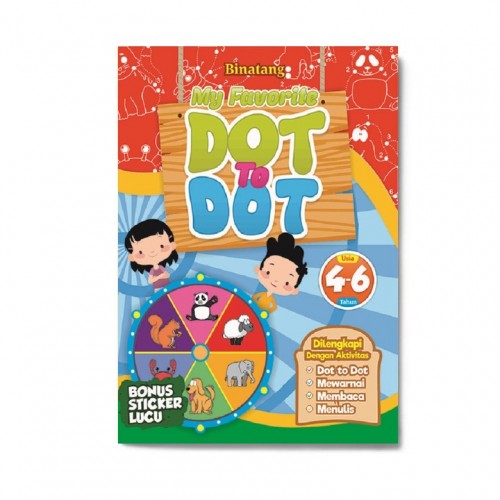 Binatang
My Favorite
DOT
To
DOT
Usia
4-6
Tahun
Dilengkapi
Dengan Aktivitas
Dot to Dot
Mewarnai
Membaca
Menulis
BONUS
STICKER
LUCU